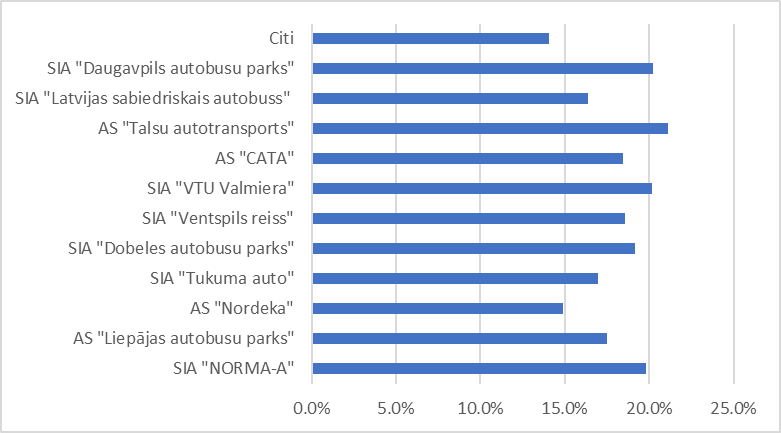 Citi
SIA "Daugavpils autobusu parks"
SIA "Latvijas sabiedriskais autobuss"
AS "Talsu autotransports"
AS "CATA"
SIA "VTU Valmiera"
SIA "Ventspils reiss"
SIA "Dobeles autobusu parks"
SIA "Tukuma auto"
AS "Nordeka"
AS "Liepājas autobusu parks"
SIA "NORMA-A"
0.0% 5.0% 10.0% 15.0% 20.0% 25.0%